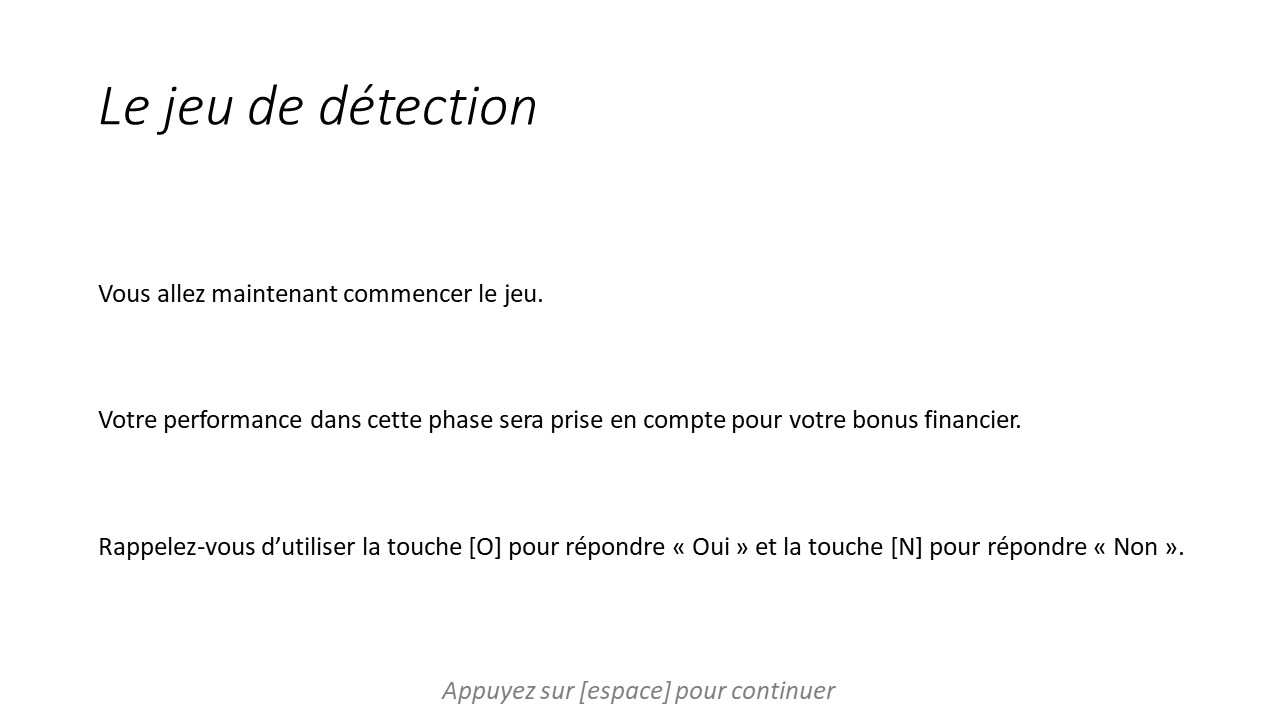 Le jeu de détection
Vous allez maintenant commencer le jeu.
Votre performance dans cette phase sera prise en compte pour votre bonus financier.
Rappelez-vous d’utiliser la touche [O] pour répondre « Oui » et la touche [N] pour répondre « Non ».
Appuyez sur [espace] pour continuer